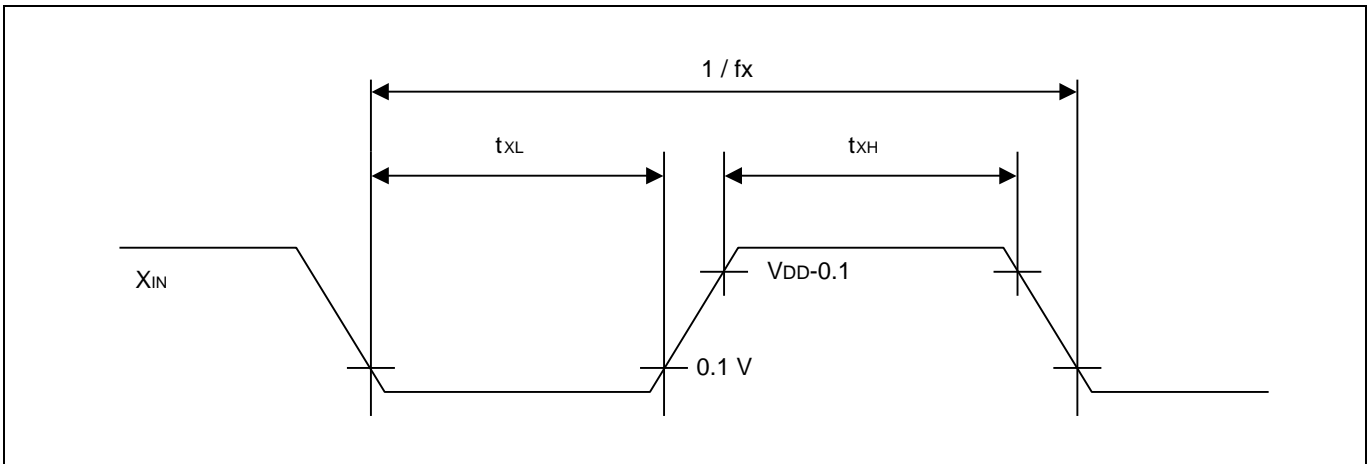 1 / fx
tXL
tXH
XIN
VDD-0.1
0.1 V